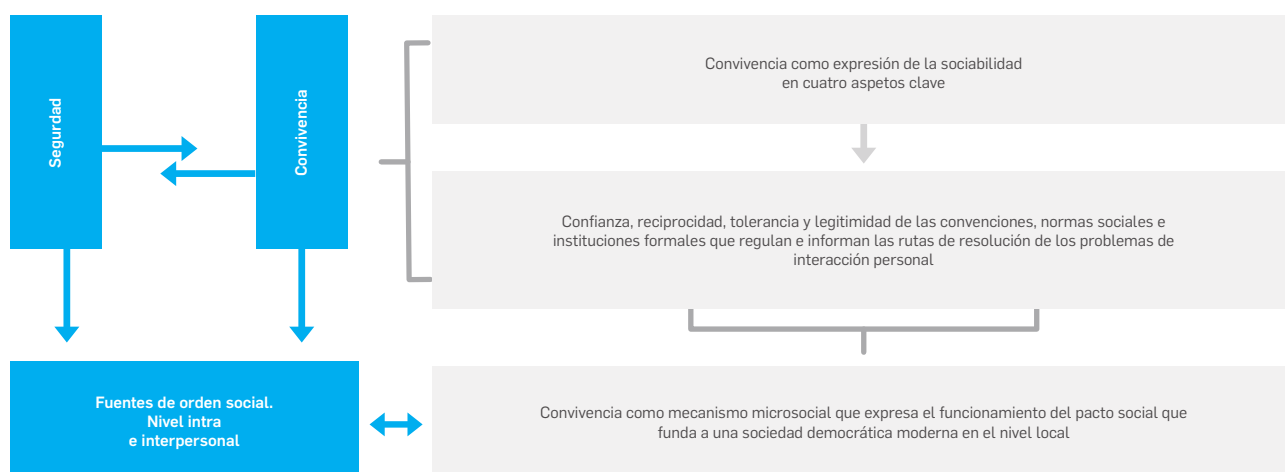 Segurdad
Convivencia
Convivencia como expresión de la sociabilidad
en cuatro aspetos clave
Confianza, reciprocidad, tolerancia y legitimidad de las convenciones, normas sociales e
instituciones formales que regulan e informan las rutas de resolución de los problemas de
interacción personal
Fuentes de orden social.
Nivel intra
e interpersonal
Convivencia como mecanismo microsocial que expresa el funcionamiento del pacto social que
funda a una sociedad democrática moderna en el nivel local